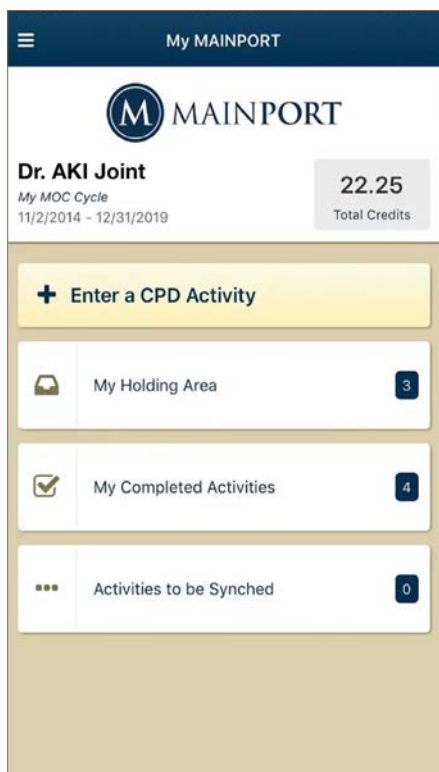 My MAINPORT
M MAINPORT
Dr. AKI Joint
My MOC Cycle
11/2/2014 - 12/31/2019
22.25
Total Credits
+ Enter a CPD Activity
My Holding Area 3
My Completed Activities 4
Activities to be Synched 0